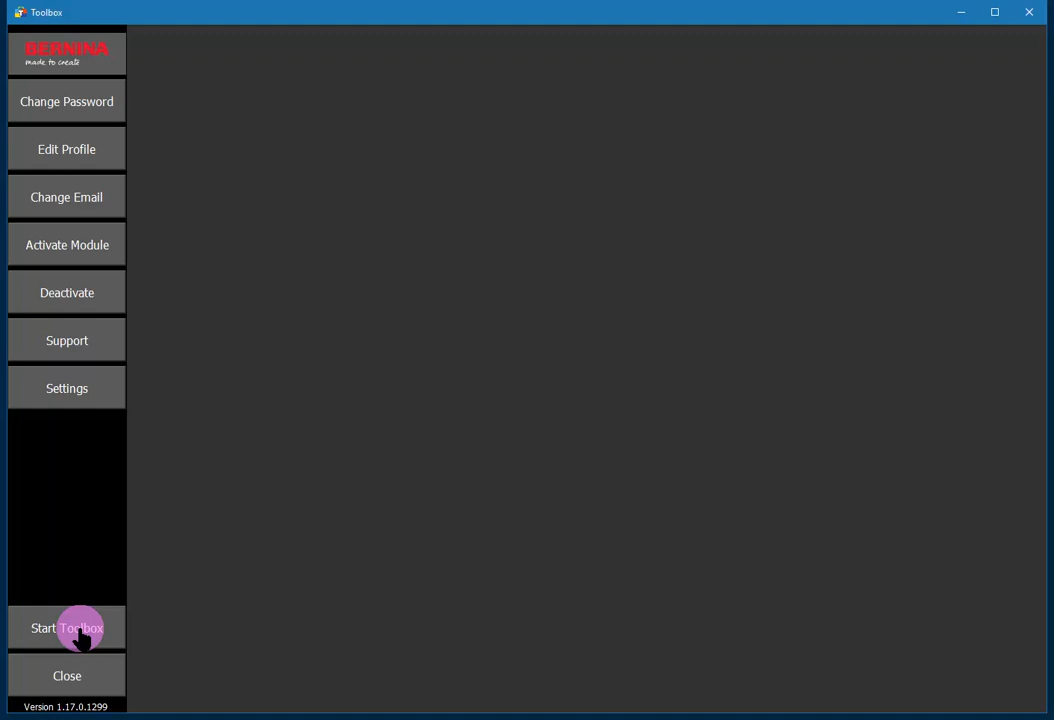 Toolbox
BERNINA
made to create
Change Password
Edit Profile
Change Email
Activate Module
Deactivate
Support
Settings
Start Toolbox
Close
Version 1.17.0.1299